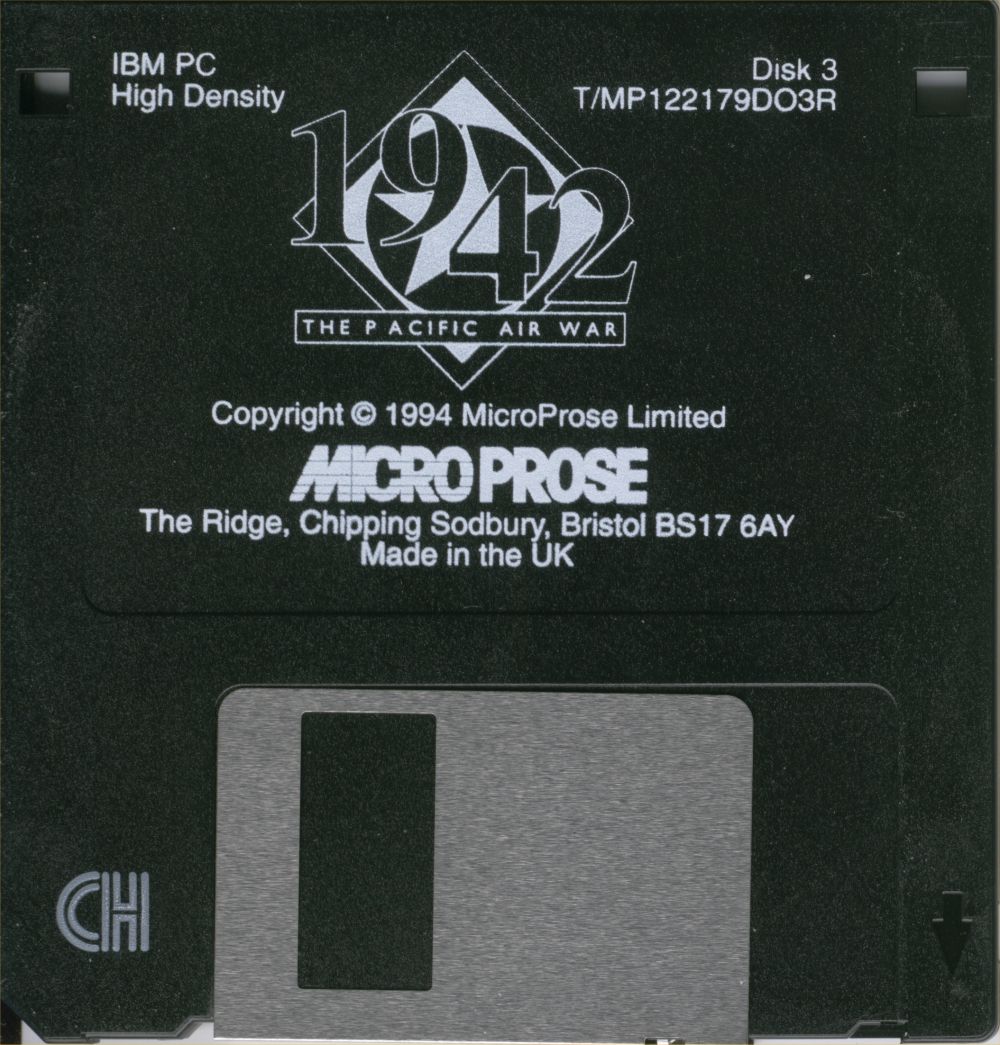 IBM PC
High Density
Disk 3
T/MP122179DO3R
1942
THE PACIFIC AIR WAR
Copyright © 1994 MicroProse Limited
MICROPROSE
The Ridge, Chipping Sodbury, Bristol BS17 6AY
Made in the UK
CH